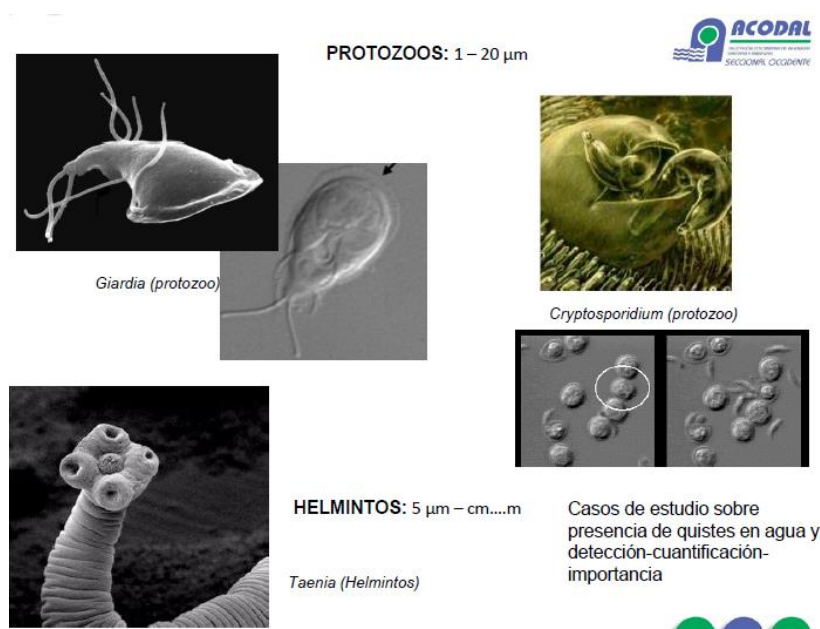 PROTOZOOS: 1 – 20 µm
ACODAL
SECCIONAL OCCIDENTE
Giardia (protozoo)
Cryptosporidium (protozoo)
HELMINTOS: 5 µm – cm....m
Taenia (Helmintos)
Casos de estudio sobre
presencia de quistes en agua y
detección-cuantificación-
importancia